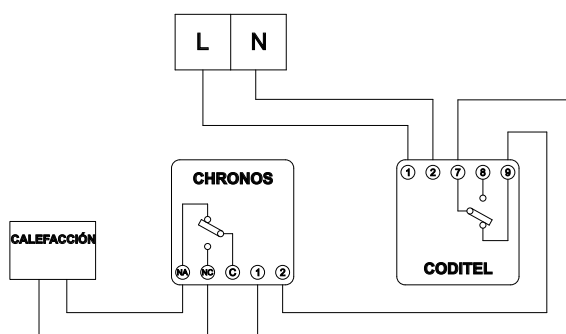 L N
1 2 7 8 9
CHRONOS
CALEFACCIÓN
CODITEL
NA NC C 1 2